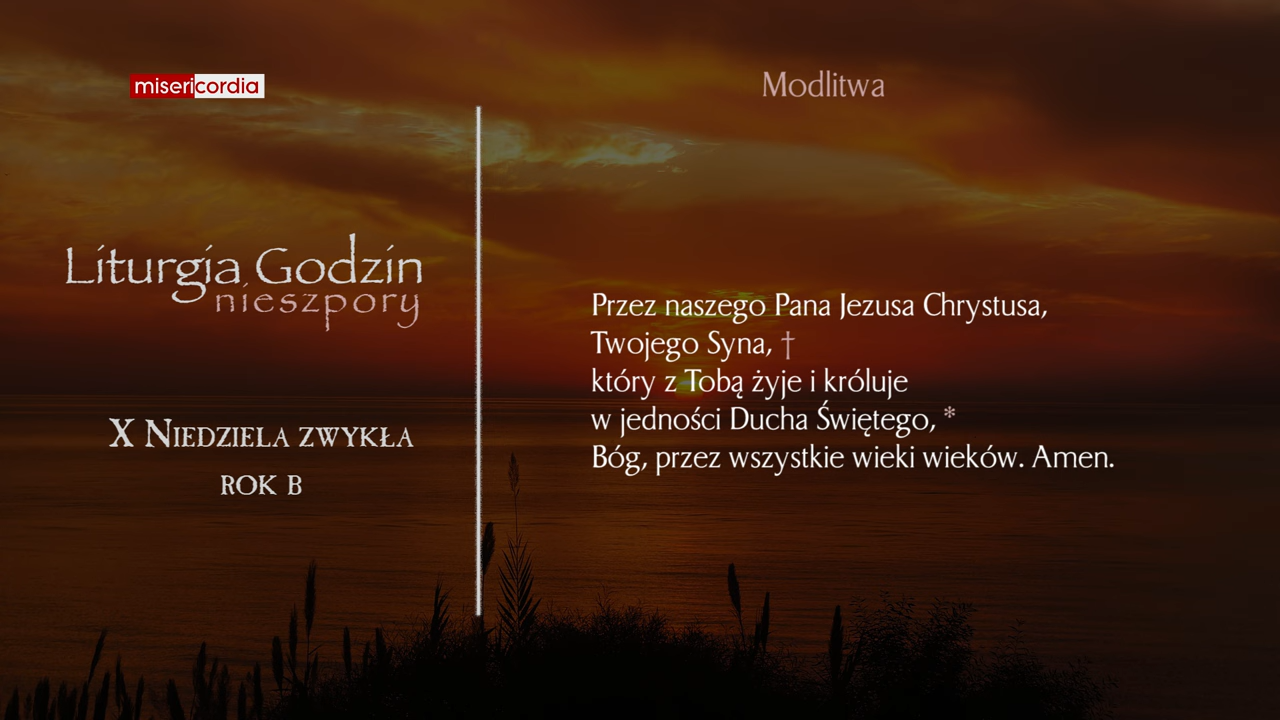 misericordia
Liturgia Godzin
nieszpory
X Niedziela zwykła
rok B
Modlitwa
Przez naszego Pana Jezusa Chrystusa,
Twojego Syna, †
który z Tobą żyje i króluje
w jedności Ducha Świętego, *
Bóg, przez wszystkie wieki wieków. Amen.